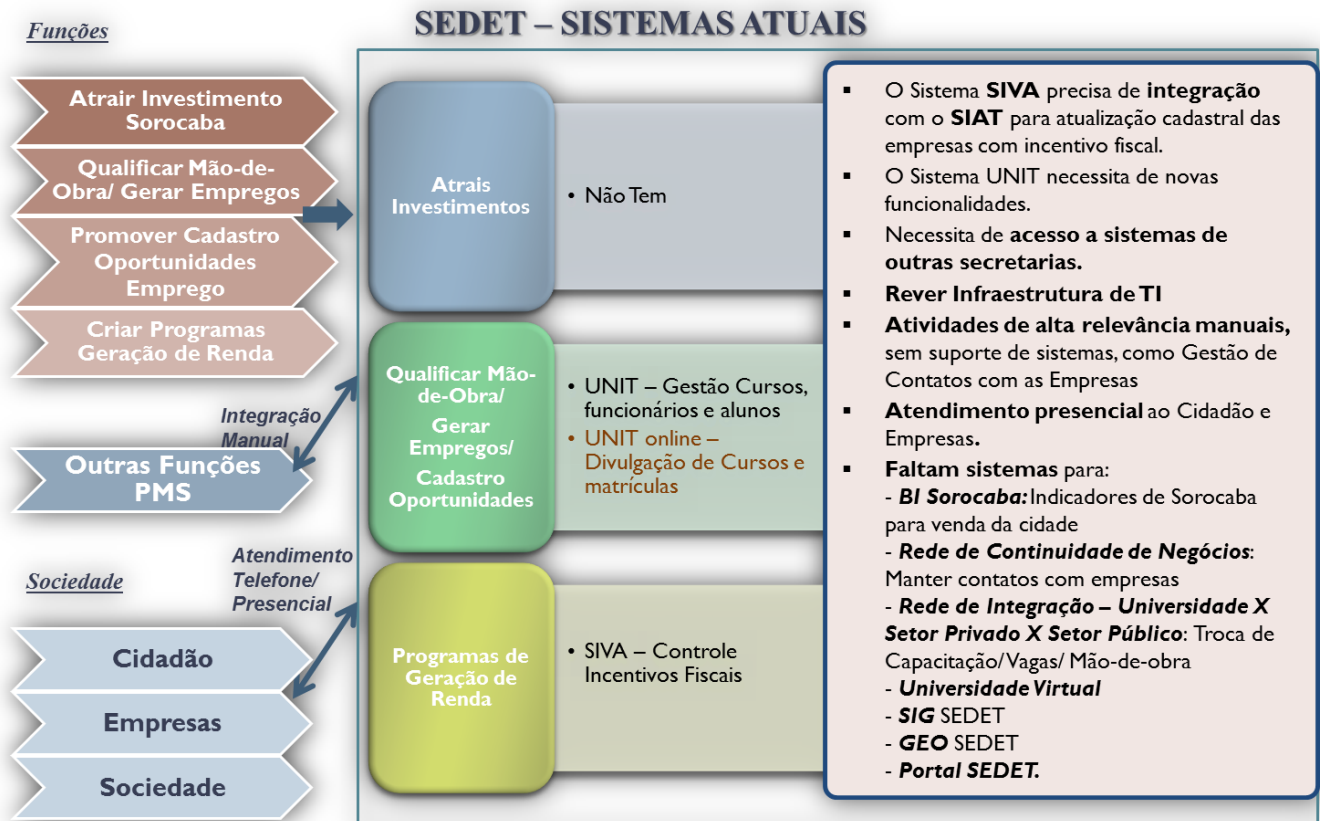 SEDET – SISTEMAS ATUAIS
Funções
Atrair Investimento
Sorocaba
Qualificar Mão-de-
Obra/ Gerar Empregos
Promover Cadastro
Oportunidades
Emprego
Criar Programas
Geração de Renda
Integração
Manual
Outras Funções
PMS
Atendimento
Telefone/
Presencial
Sociedade
Cidadão
Empresas
Sociedade
Atrais
Investimentos
• Não Tem
Qualificar Mão-
de-Obra/
Gerar
Empregos/
Cadastro
Oportunidades
• UNIT – Gestão Cursos,
funcionários e alunos
• UNIT online –
Divulgação de Cursos e
matrículas
Programas de
Geração de
Renda
• SIVA – Controle
Incentivos Fiscais
▪ O Sistema SIVA precisa de integração
com o SIAT para atualização cadastral das
empresas com incentivo fiscal.
▪ O Sistema UNIT necessita de novas
funcionalidades.
▪ Necessita de acesso a sistemas de
outras secretarias.
▪ Rever Infraestrutura de TI
▪ Atividades de alta relevância manuais,
sem suporte de sistemas, como Gestão de
Contatos com as Empresas
▪ Atendimento presencial ao Cidadão e
Empresas.
▪ Faltam sistemas para:
- BI Sorocaba: Indicadores de Sorocaba
para venda da cidade
- Rede de Continuidade de Negócios:
Manter contatos com empresas
- Rede de Integração – Universidade X
Setor Privado X Setor Público: Troca de
Capacitação/ Vagas/ Mão-de-obra
- Universidade Virtual
- SIG SEDET
- GEO SEDET
- Portal SEDET.